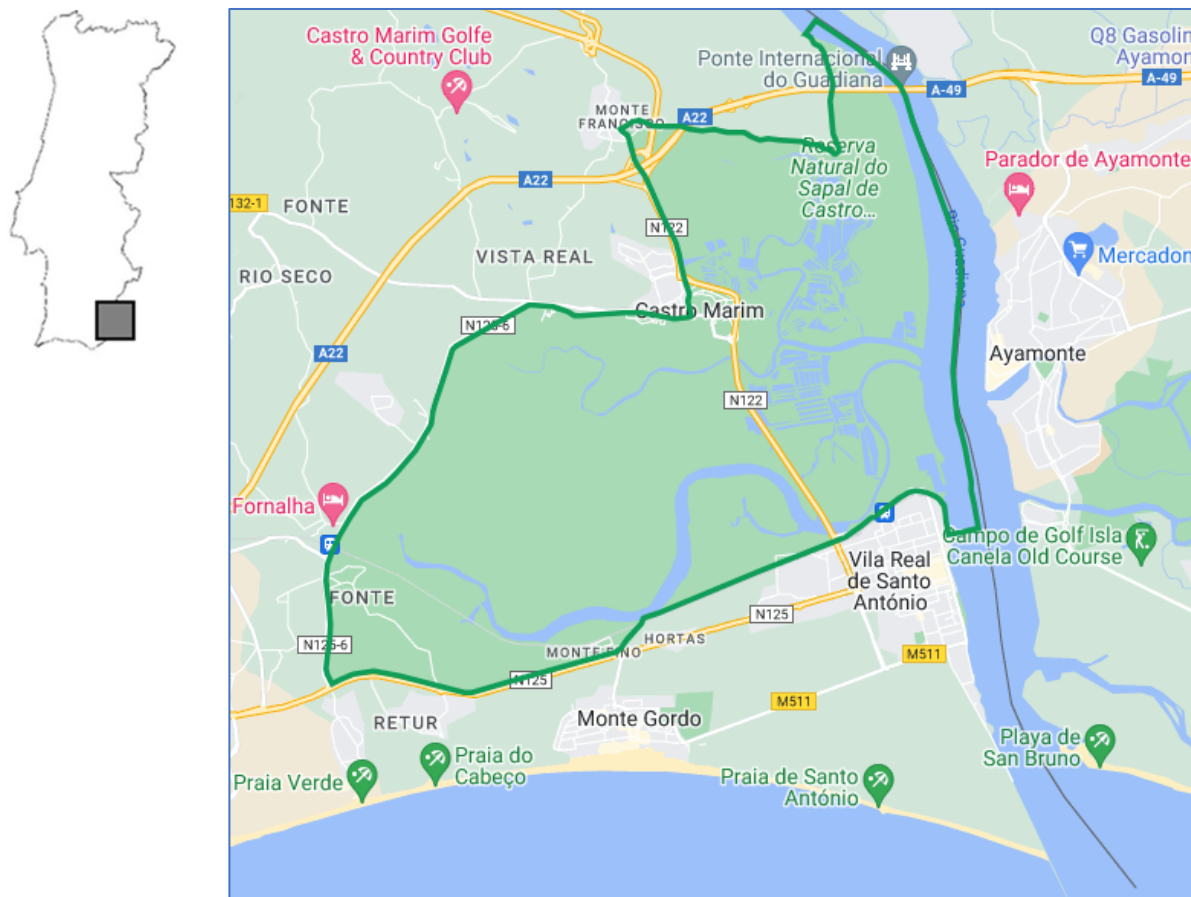 Castro Marim Golfe
& Country Club
Ponte Internacional
do Guadiana
Q8 Gasolin
Ayamon
A-49
A-49
MONTE
FRANCISCO
A22
Reserva
Natural do
Sapal de
Castro...
Parador de Ayamonte
A22
132-1
FONTE
N122
Rio Guadiana
Mercadon
VISTA REAL
RIO SECO
Castro Marim
N125-6
A22
Ayamonte
N122
Fornalha
Campo de Golf Isla
Canela Old Course
Vila Real
de Santo
António
FONTE
N125
N125-6
HORTAS
MONTE FINO
M511
N125
M511
RETUR
Monte Gordo
Praia do
Cabeço
Playa de
San Bruno
Praia Verde
Praia de Santo
António